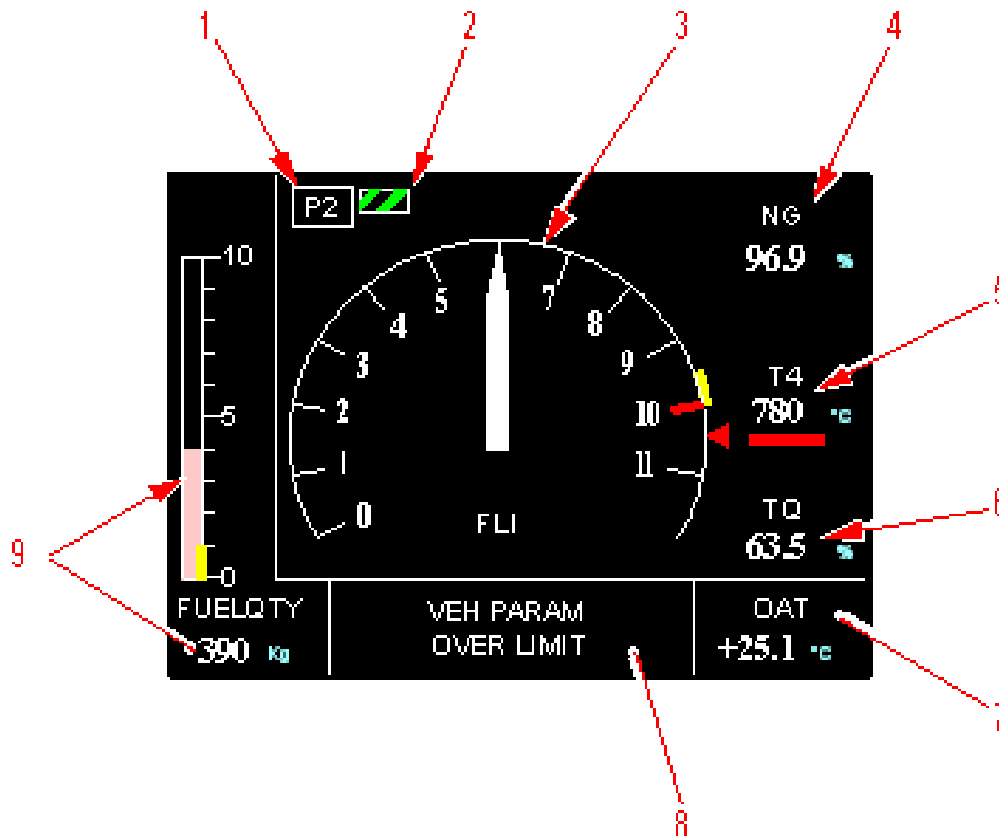 1 2 3 4
P2
NG
96.9 %
10
5
0
0 1 2 3 4 5 7 8 9 10 11
5
T4
780 °C
6
TQ
63.5 %
FLI
9
FUELQTY
390 Kg
VEH PARAM
OVER LIMIT
OAT
+25.1 °C
7
8